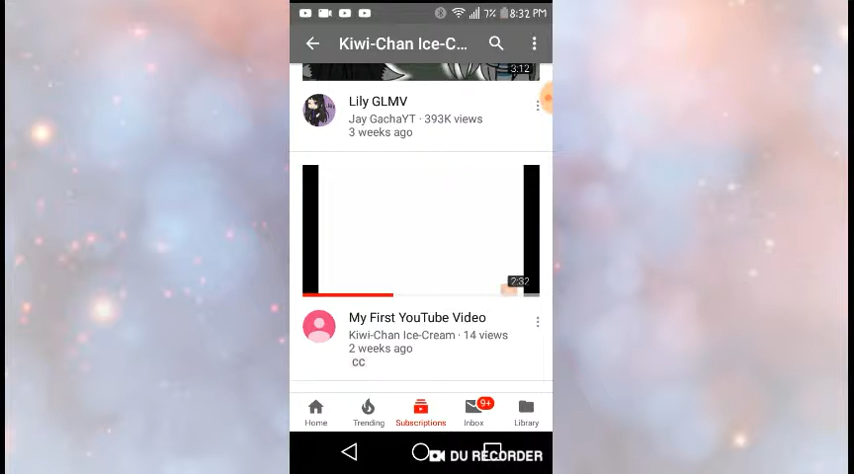 7% 8:32 PM
Kiwi-Chan Ice-C...
3:12
Lily GLMV
Jay GachaYT · 393K views
3 weeks ago
2:32
My First YouTube Video
Kiwi-Chan Ice-Cream · 14 views
2 weeks ago
CC
9+
Home Trending Subscriptions Inbox Library
DU RECORDER